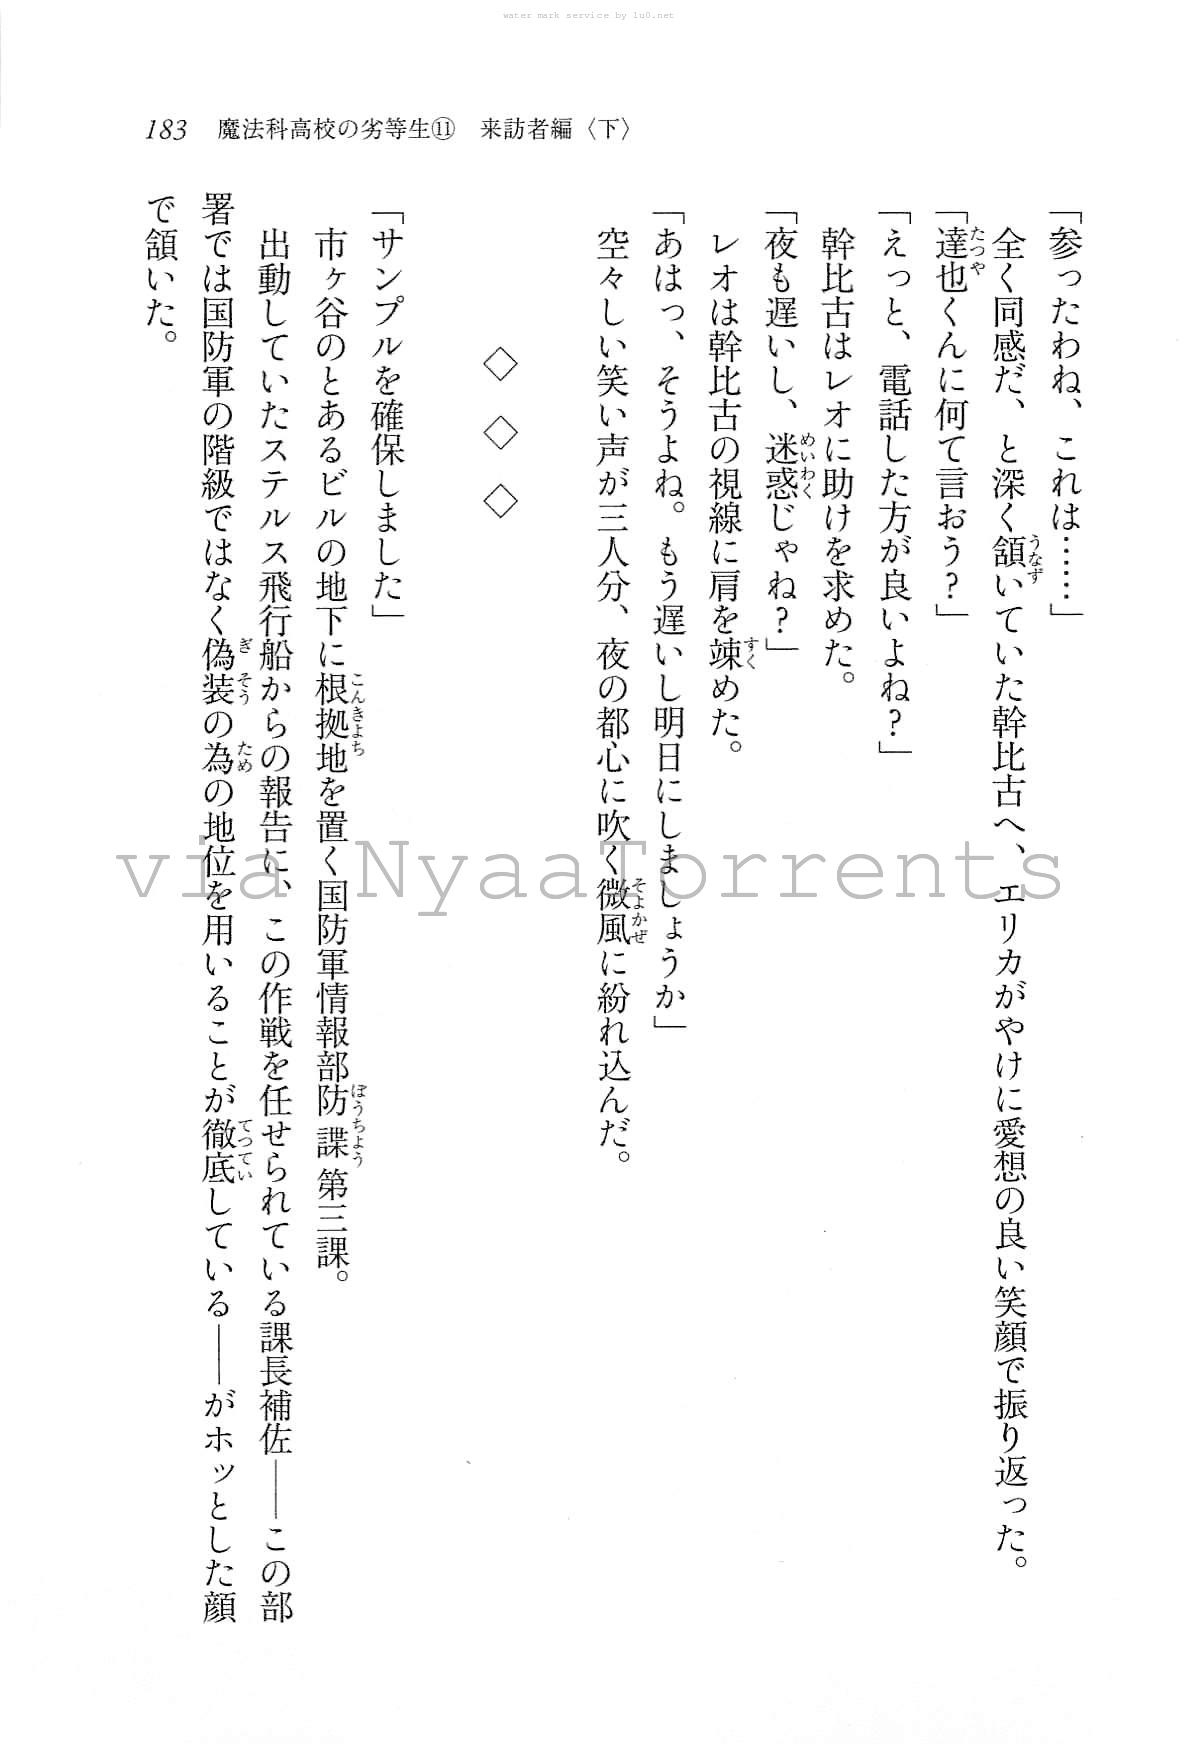 water mark service by lu0.net
183 魔法科高校の劣等生⑪ 来訪者編〈下〉
「参ったわね、これは……」
全く同感だ、と深く頷いていた幹比古へ、エリカがやけに愛想の良い笑顔で振り返った。
「達也くんに何て言おう?」
「えっと、電話した方が良いよね?」
幹比古はレオに助けを求めた。
「夜も遅いし、迷惑じゃね?」
レオは幹比古の視線に肩を竦めた。
「あはっ、そうよね。もう遅いし明日にしましょうか」
空々しい笑い声が三人分、夜の都心に吹く微風に紛れ込んだ。
◇ ◇ ◇
「サンプルを確保しました」
市ヶ谷のとあるビルの地下に根拠地を置く国防軍情報部防諜第三課。
出動していたステルス飛行船からの報告に、この作戦を任せられている課長補佐――この部
署では国防軍の階級ではなく偽装の為の地位を用いることが徹底している――がホッとした顔
で頷いた。
via NyaaTorrents